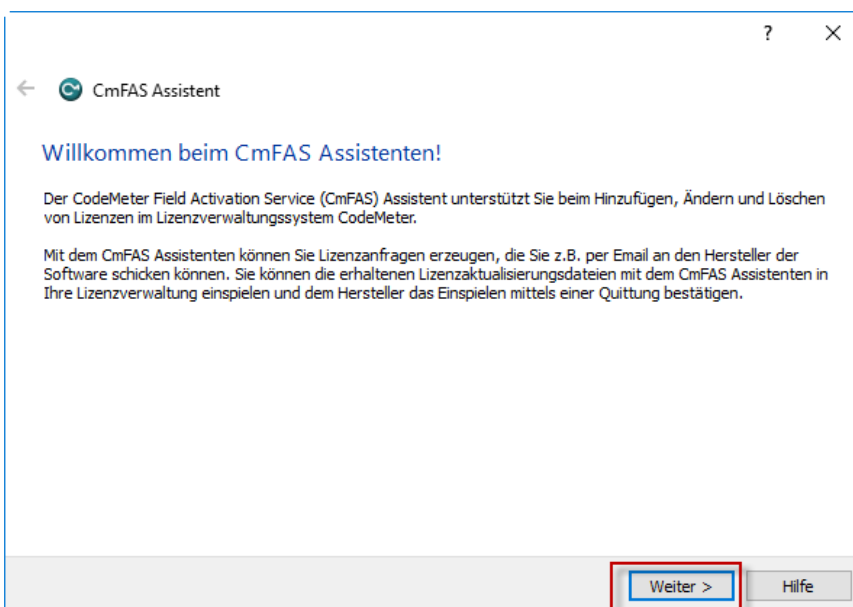 ?
CmFAS Assistent
Willkommen beim CmFAS Assistenten!
Der CodeMeter Field Activation Service (CmFAS) Assistent unterstützt Sie beim Hinzufügen, Ändern und Löschen
von Lizenzen im Lizenzverwaltungssystem CodeMeter.
Mit dem CmFAS Assistenten können Sie Lizenzanfragen erzeugen, die Sie z.B. per Email an den Hersteller der
Software schicken können. Sie können die erhaltenen Lizenzaktualisierungsdateien mit dem CmFAS Assistenten in
Ihre Lizenzverwaltung einspielen und dem Hersteller das Einspielen mittels einer Quittung bestätigen.
Weiter > Hilfe